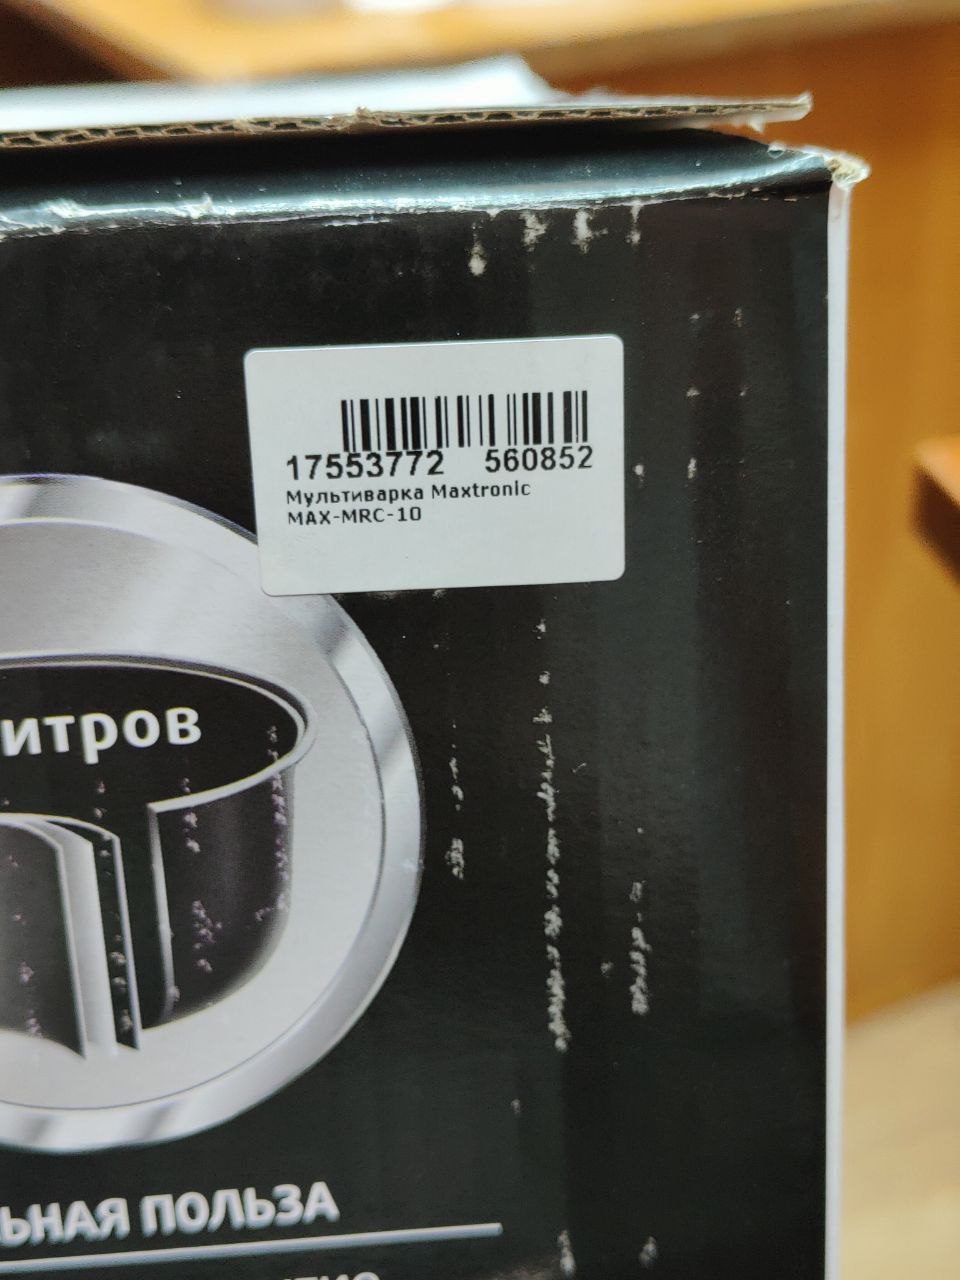 17553772 560852
Мультиварка Maxtronic
MAX-MRC-10
итров
ЬНАЯ ПОЛЬЗА